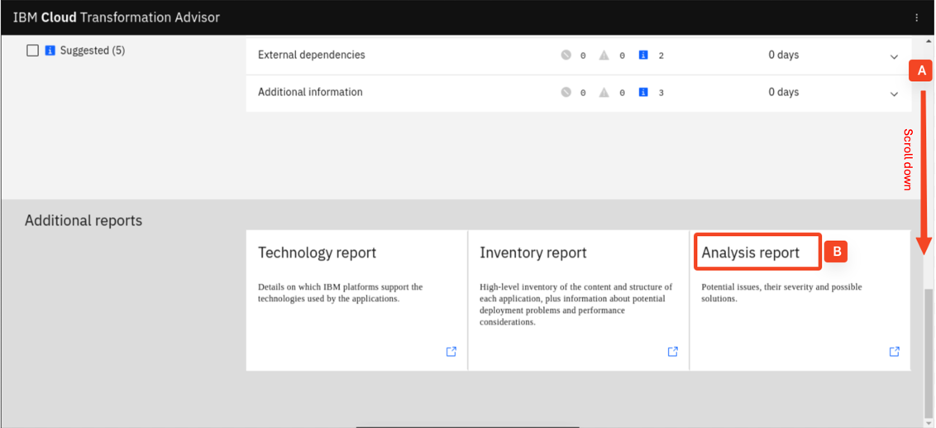 IBM Cloud Transformation Advisor
Suggested (5)
External dependencies 0 0 2 0 days
A
Additional information 0 0 3 0 days
Scroll down
Additional reports
Technology report
Details on which IBM platforms support the
technologies used by the applications.
Inventory report
High-level inventory of the content and structure of
each application, plus information about potential
deployment problems and performance
considerations.
Analysis report
B
Potential issues, their severity and possible
solutions.